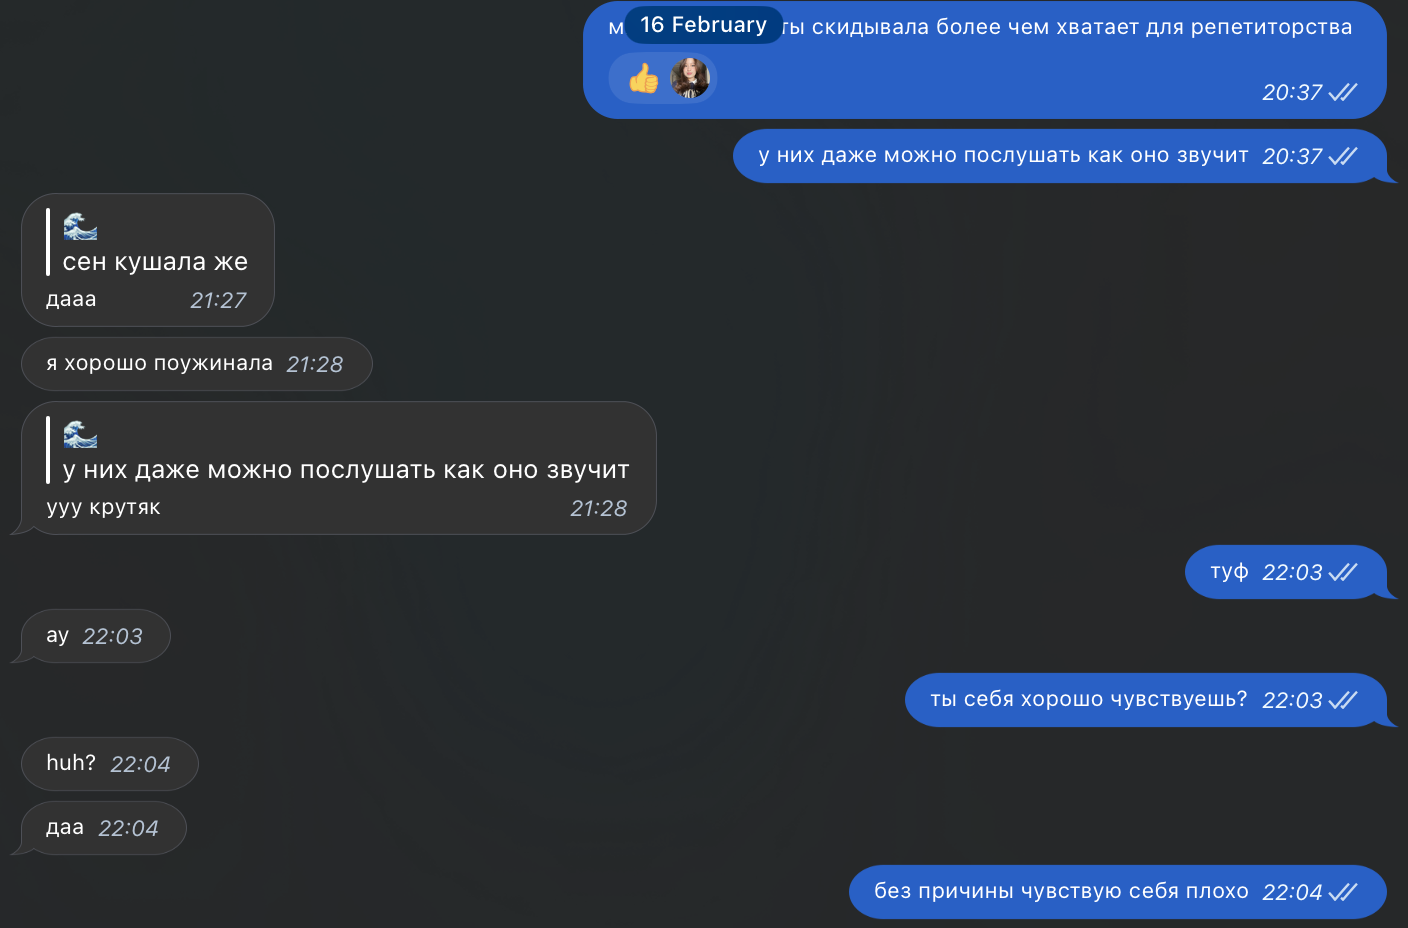 16 February
ты скидывала более чем хватает для репетиторства
20:37
у них даже можно послушать как оно звучит 20:37
сен кушала же
дааа 21:27
я хорошо поужинала 21:28
у них даже можно послушать как оно звучит
ууу крутяк 21:28
туф 22:03
ау 22:03
ты себя хорошо чувствуешь? 22:03
huh? 22:04
даа 22:04
без причины чувствую себя плохо 22:04